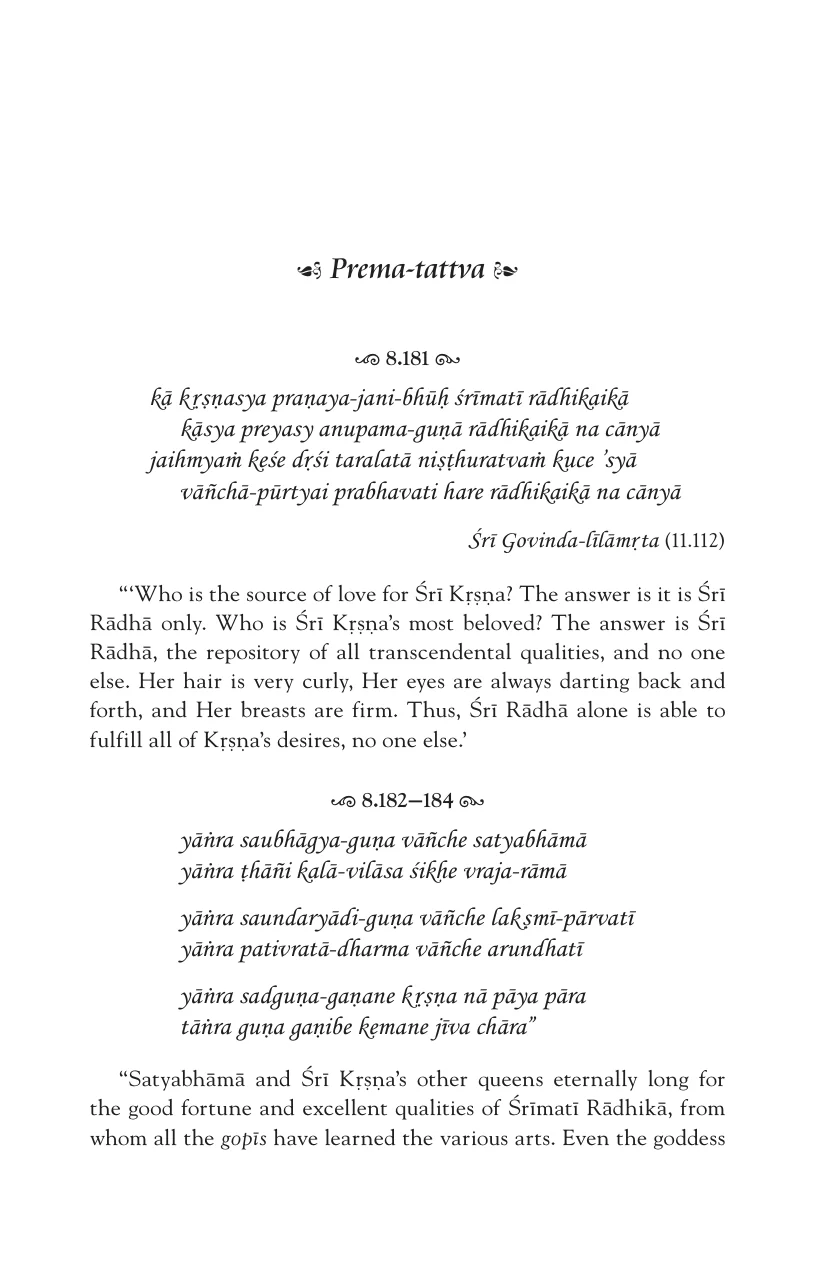 Prema-tattva
8.181
kā kṛṣṇasya praṇaya-jani-bhūḥ śrīmatī rādhikaikā
kāsya preyasy anupama-guṇā rādhikaikā na cānyā
jaihmyaṁ keśe dṛśi taralatā niṣṭhuratvaṁ kuce 'syā
vāñchā-pūrtyai prabhavati hare rādhikaikā na cānyā
Śrī Govinda-līlāmṛta (11.112)
“‘Who is the source of love for Śrī Kṛṣṇa? The answer is it is Śrī
Rādhā only. Who is Śrī Kṛṣṇa’s most beloved? The answer is Śrī
Rādhā, the repository of all transcendental qualities, and no one
else. Her hair is very curly, Her eyes are always darting back and
forth, and Her breasts are firm. Thus, Śrī Rādhā alone is able to
fulfill all of Kṛṣṇa’s desires, no one else.’
8.182–184
yāṅra saubhāgya-guṇa vāñche satyabhāmā
yāṅra ṭhāñi kalā-vilāsa śikhe vraja-rāmā
yāṅra saundaryādi-guṇa vāñche lakṣmī-pārvatī
yāṅra pativratā-dharma vāñche arundhatī
yāṅra sadguṇa-gaṇane kṛṣṇa nā pāya pāra
tāṅra guṇa gaṇibe kemane jīva chāra”
“Satyabhāmā and Śrī Kṛṣṇa’s other queens eternally long for
the good fortune and excellent qualities of Śrīmatī Rādhikā, from
whom all the gopīs have learned the various arts. Even the goddess